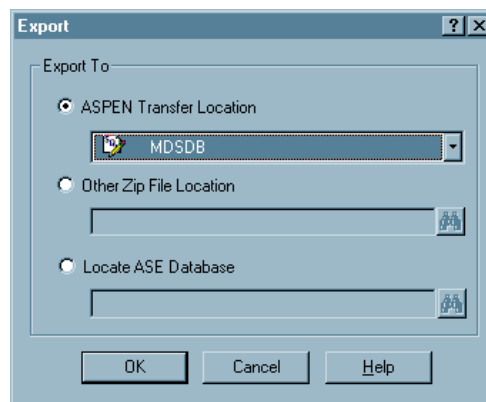 Export
Export To
ASPEN Transfer Location
MDSDB
Other Zip File Location
Locate ASE Database
OK Cancel Help